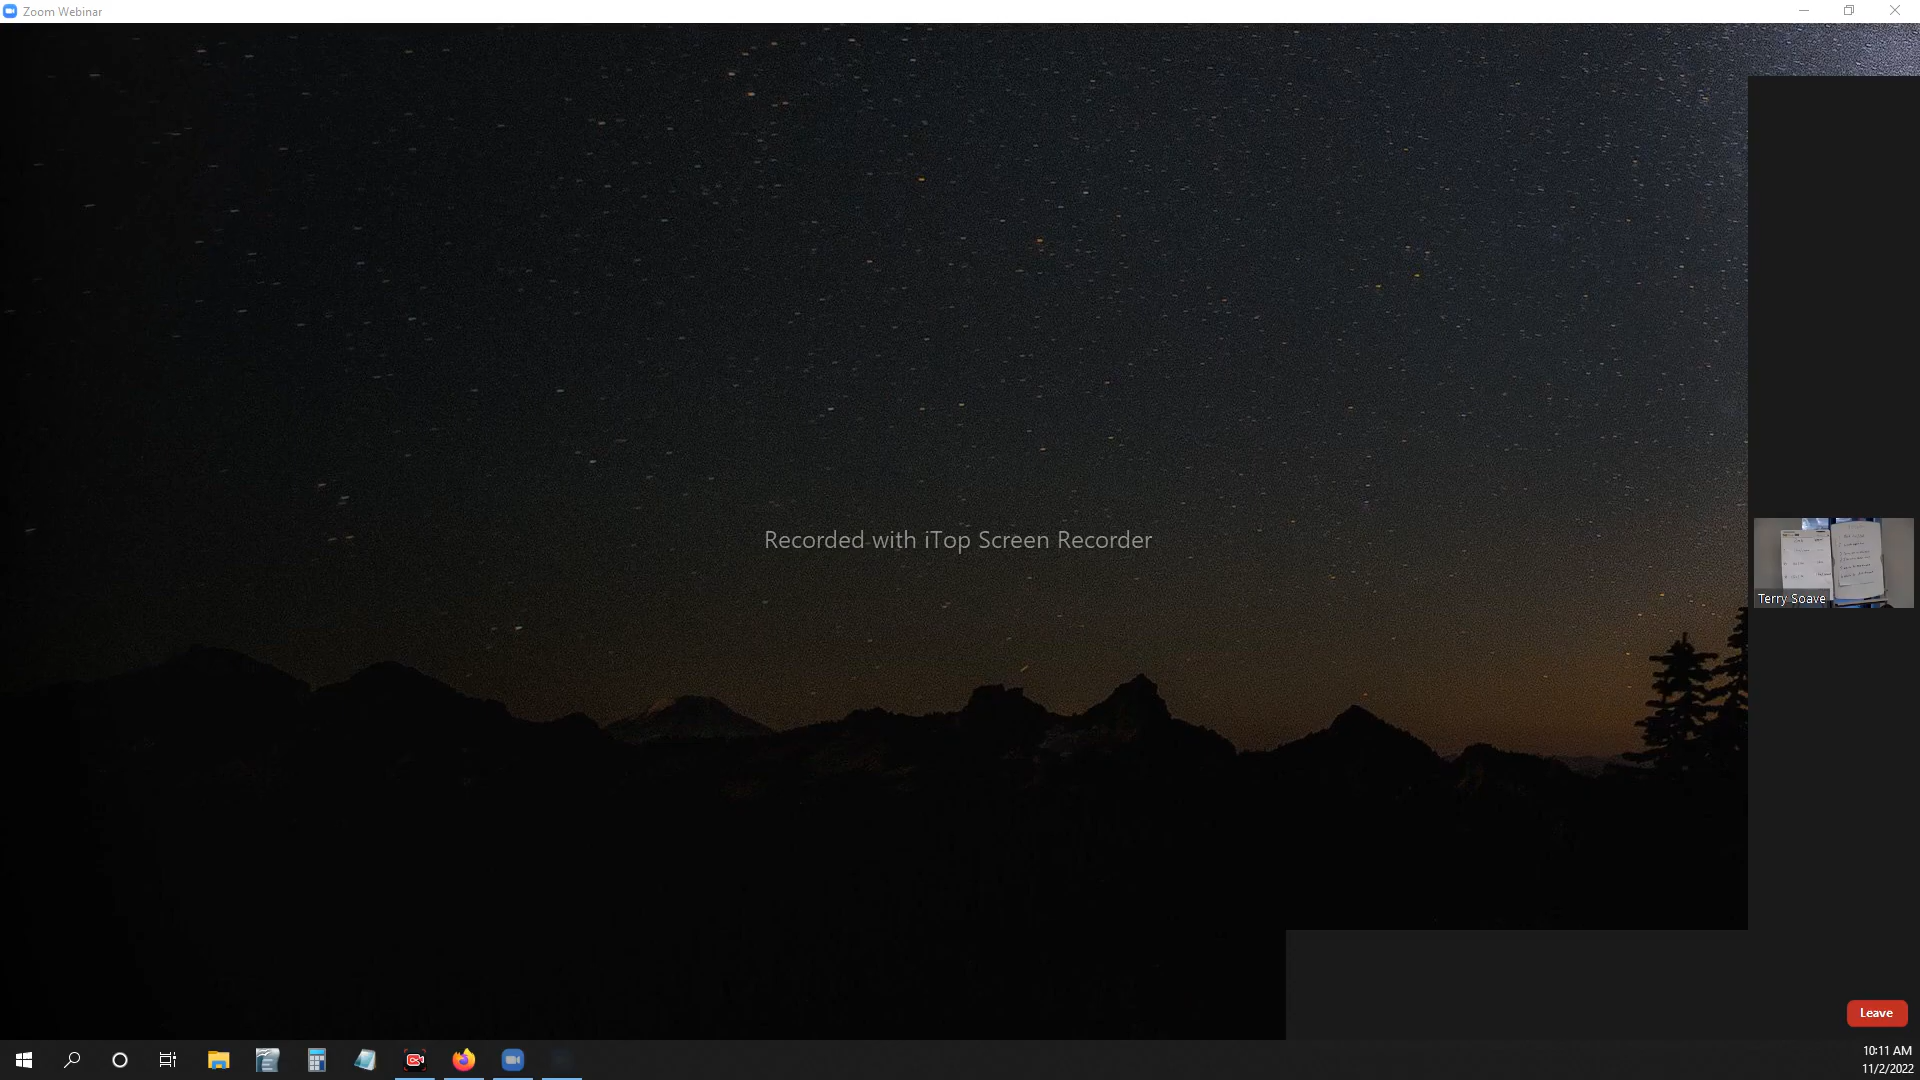 Zoom Webinar
Recorded with iTop Screen Recorder
Terry Soave
Leave
10:11 AM
11/2/2022